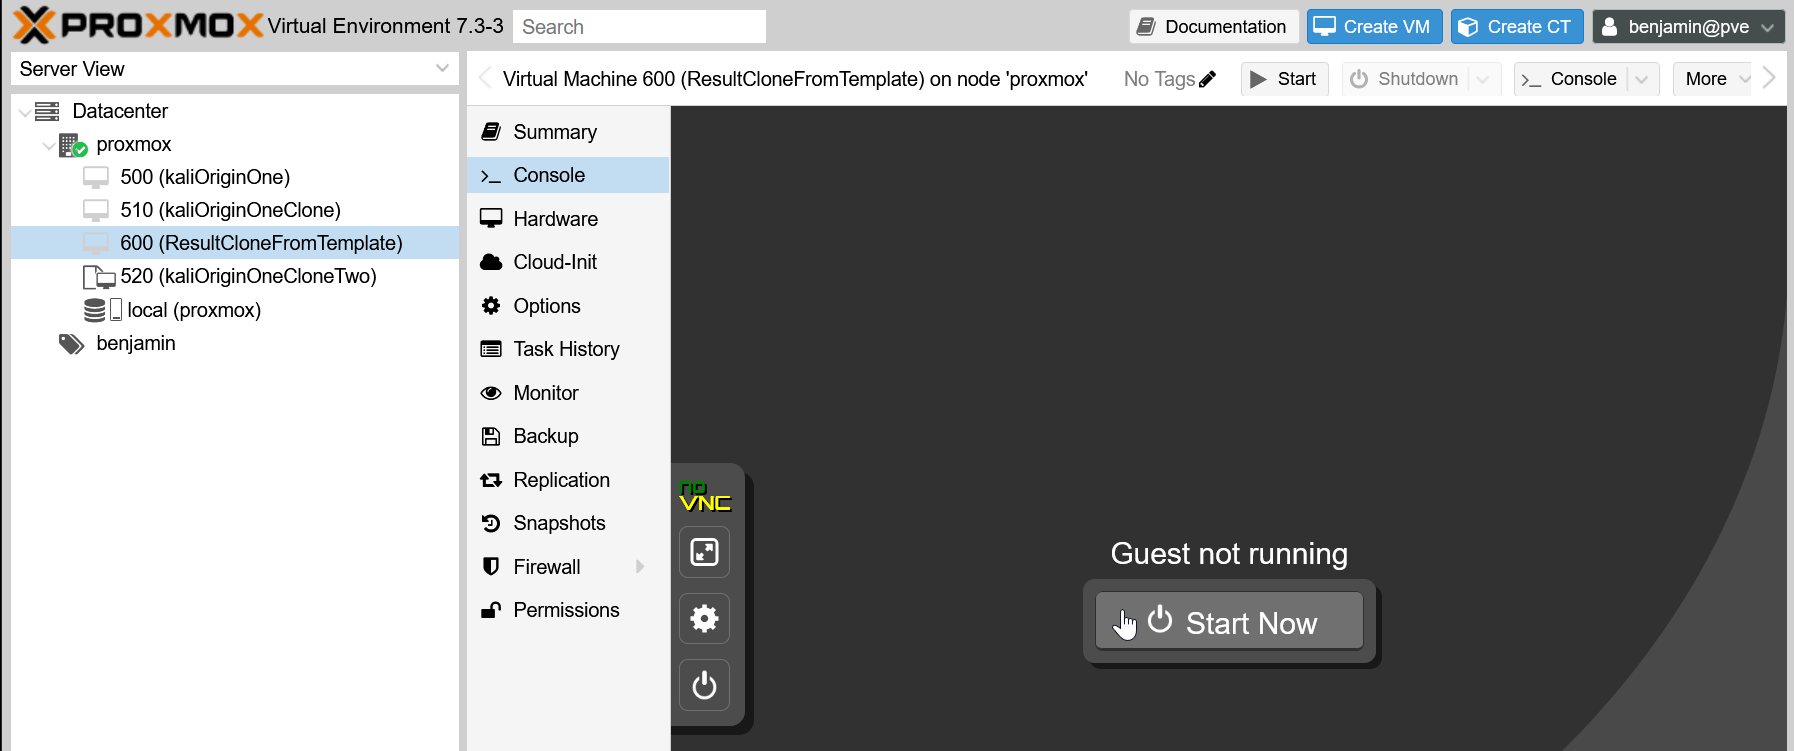 PROXMOX Virtual Environment 7.3-3 Search Documentation Create VM Create CT benjamin@pve
Server View
Virtual Machine 600 (ResultCloneFromTemplate) on node 'proxmox' No Tags Start Shutdown Console More
Datacenter
proxmox
500 (kaliOriginOne)
510 (kaliOriginOneClone)
600 (ResultCloneFromTemplate)
520 (kaliOriginOneCloneTwo)
local (proxmox)
benjamin
Summary
Console
Hardware
Cloud-Init
Options
Task History
Monitor
Backup
Replication
Snapshots
Firewall
Permissions
no
VNC
Guest not running
Start Now